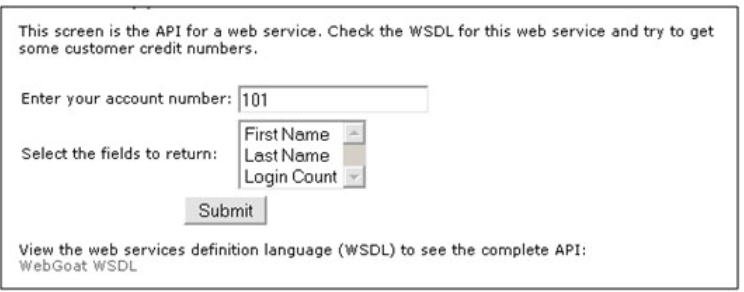 This screen is the API for a web service. Check the WSDL for this web service and try to get
some customer credit numbers.
Enter your account number: 101
First Name
Select the fields to return: Last Name
Login Count
Submit
View the web services definition language (WSDL) to see the complete API:
WebGoat WSDL